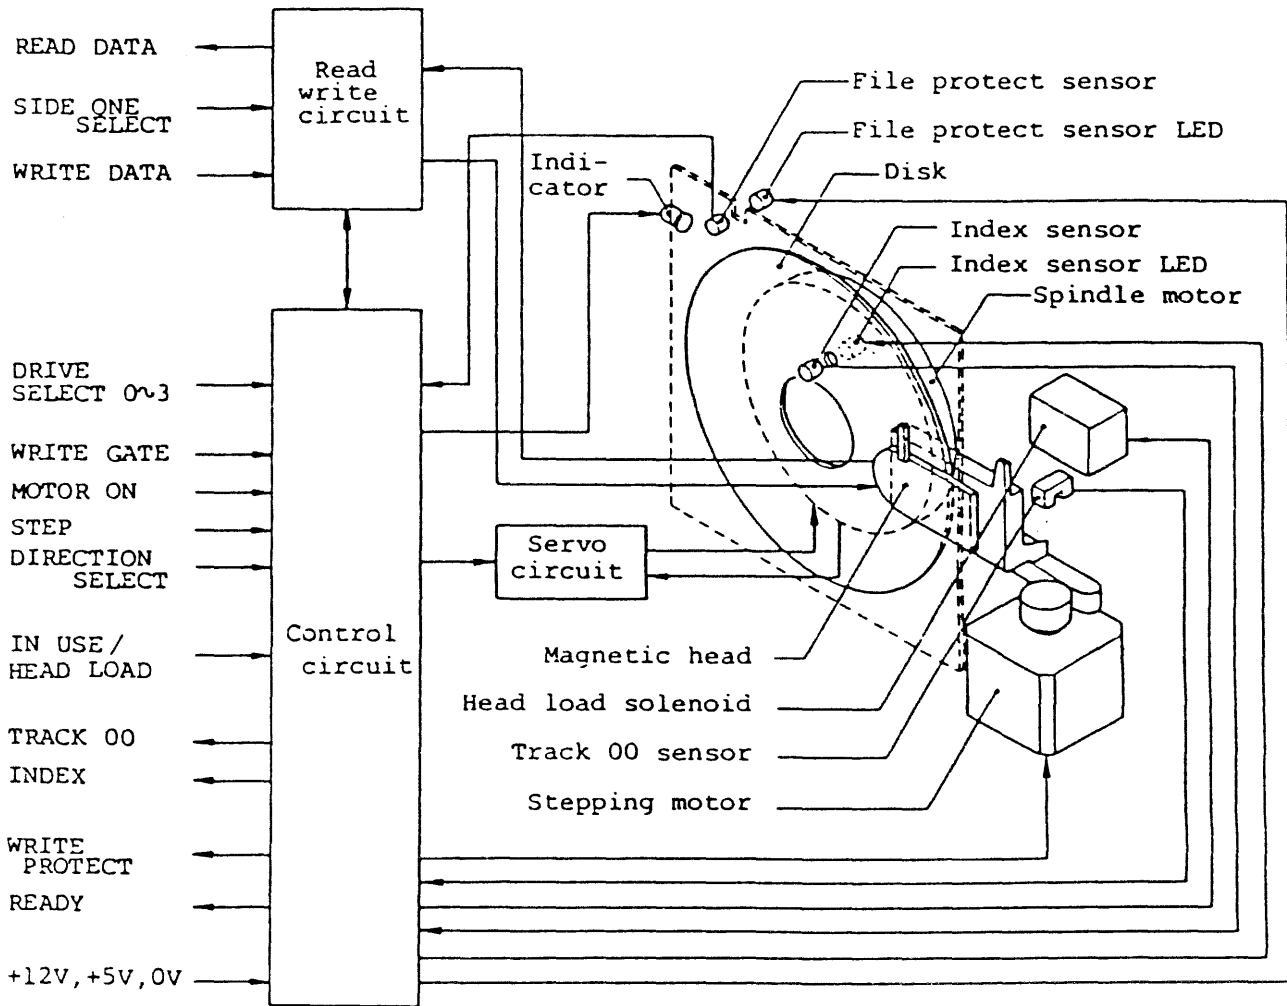 READ DATA
SIDE ONE
SELECT
WRITE DATA
Read
write
circuit
File protect sensor
File protect sensor LED
Indi-
cator
Disk
Index sensor
Index sensor LED
Spindle motor
DRIVE
SELECT 0~3
WRITE GATE
MOTOR ON
STEP
DIRECTION
SELECT
Servo
circuit
IN USE/
HEAD LOAD
Control
circuit
Magnetic head
Head load solenoid
Track 00 sensor
Stepping motor
TRACK 00
INDEX
WRITE
PROTECT
READY
+12V,+5V,0V